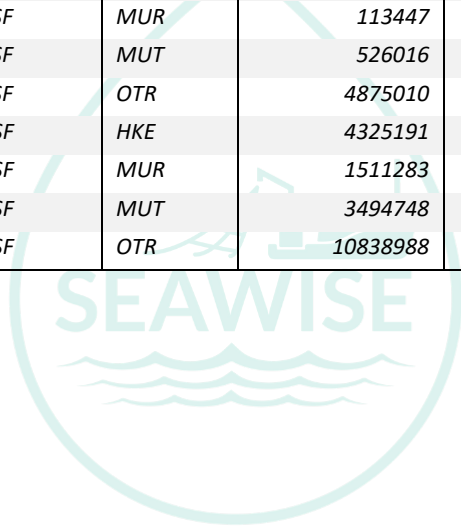 SF MUR 113447
SF MUT 526016
SF OTR 4875010
SF HKE 4325191
SF MUR 1511283
SF MUT 3494748
SF OTR 10838988
SEAWISE